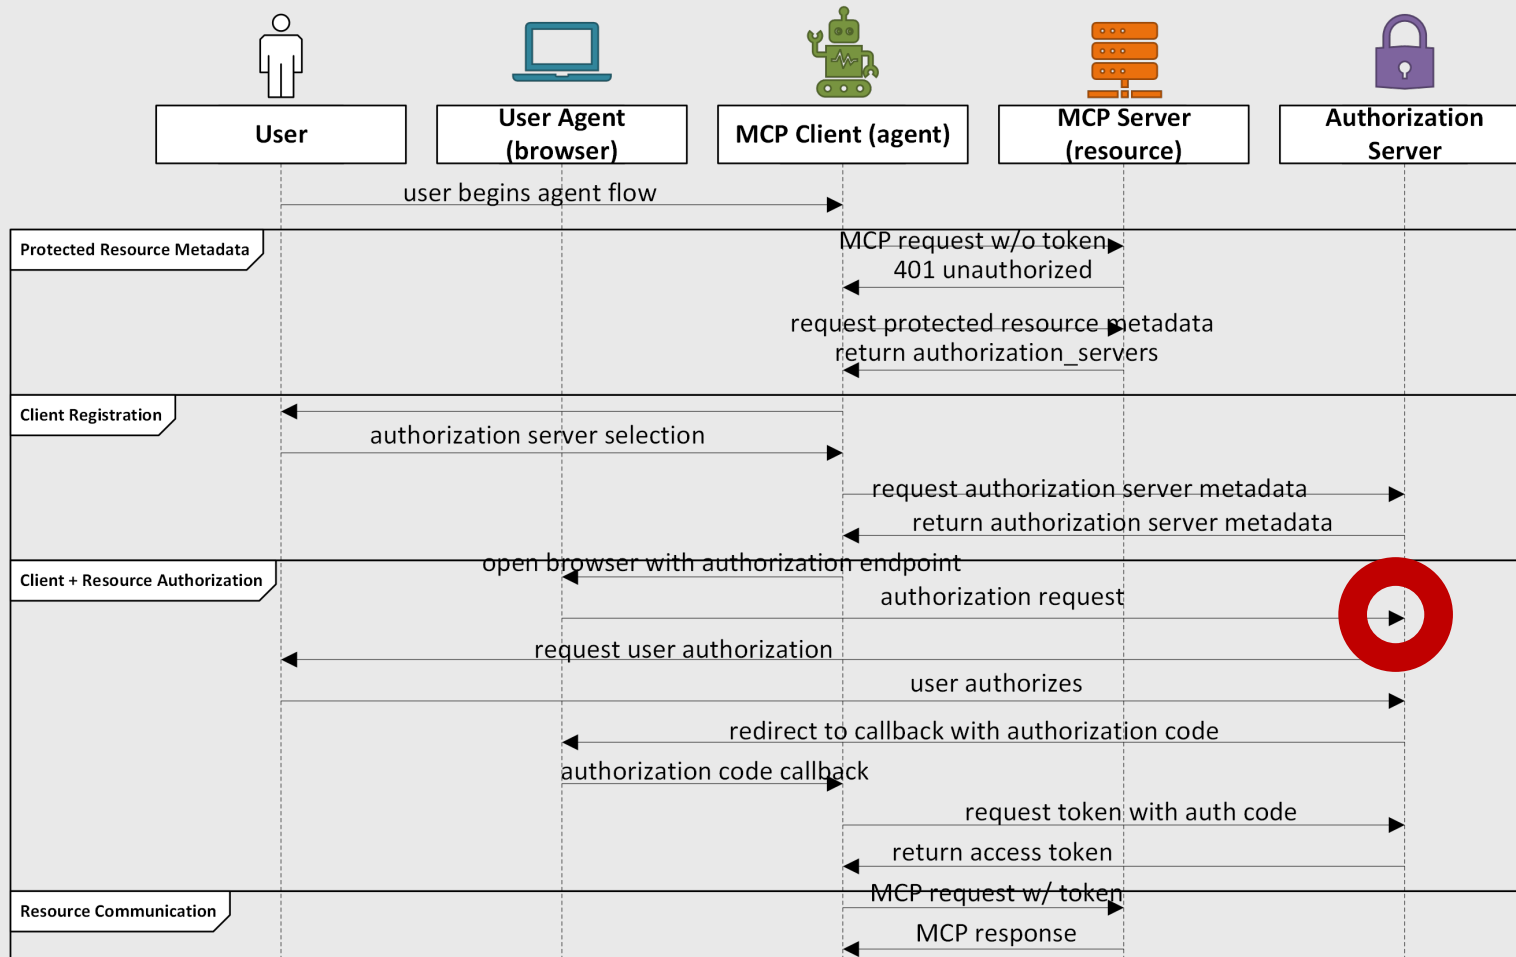 User
User Agent
(browser)
MCP Client (agent)
MCP Server
(resource)
Authorization
Server
user begins agent flow
Protected Resource Metadata
MCP request w/o token
401 unauthorized
request protected resource metadata
return authorization_servers
Client Registration
authorization server selection
request authorization server metadata
return authorization server metadata
Client + Resource Authorization
open browser with authorization endpoint
authorization request
request user authorization
user authorizes
redirect to callback with authorization code
authorization code callback
request token with auth code
return access token
Resource Communication
MCP request w/ token
MCP response